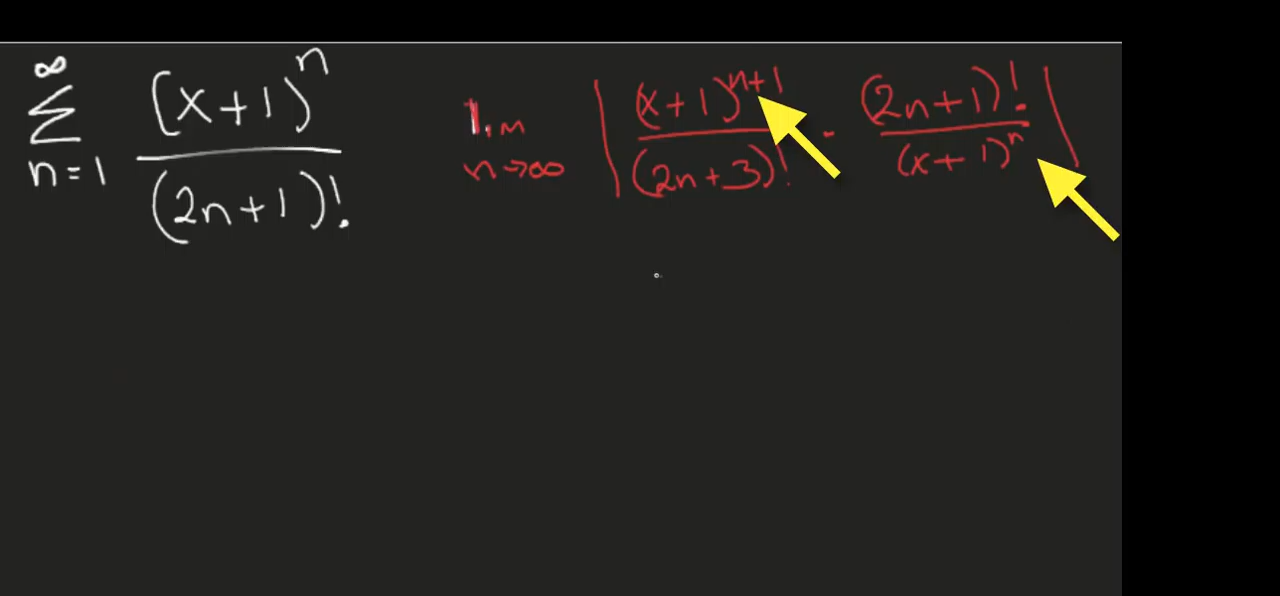 ∞
∑ (x+1)^n / (2n+1)!
n=1
lim n→∞ | (x+1)^{n+1} / (2n+3)! · (2n+1)! / (x+1)^n |